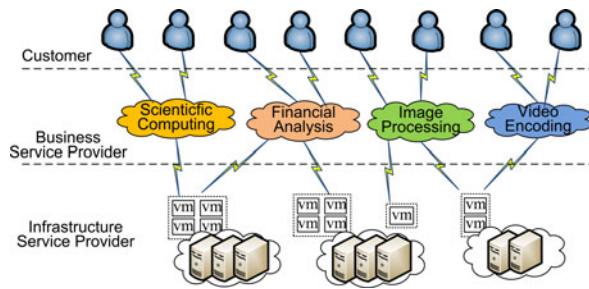 Customer
Scienticfic
Computing
Financial
Analysis
Image
Processing
Video
Encoding
Business
Service Provider
vm vm
vm vm
vm vm
vm vm
vm
vm
vm
Infrastructure
Service Provider